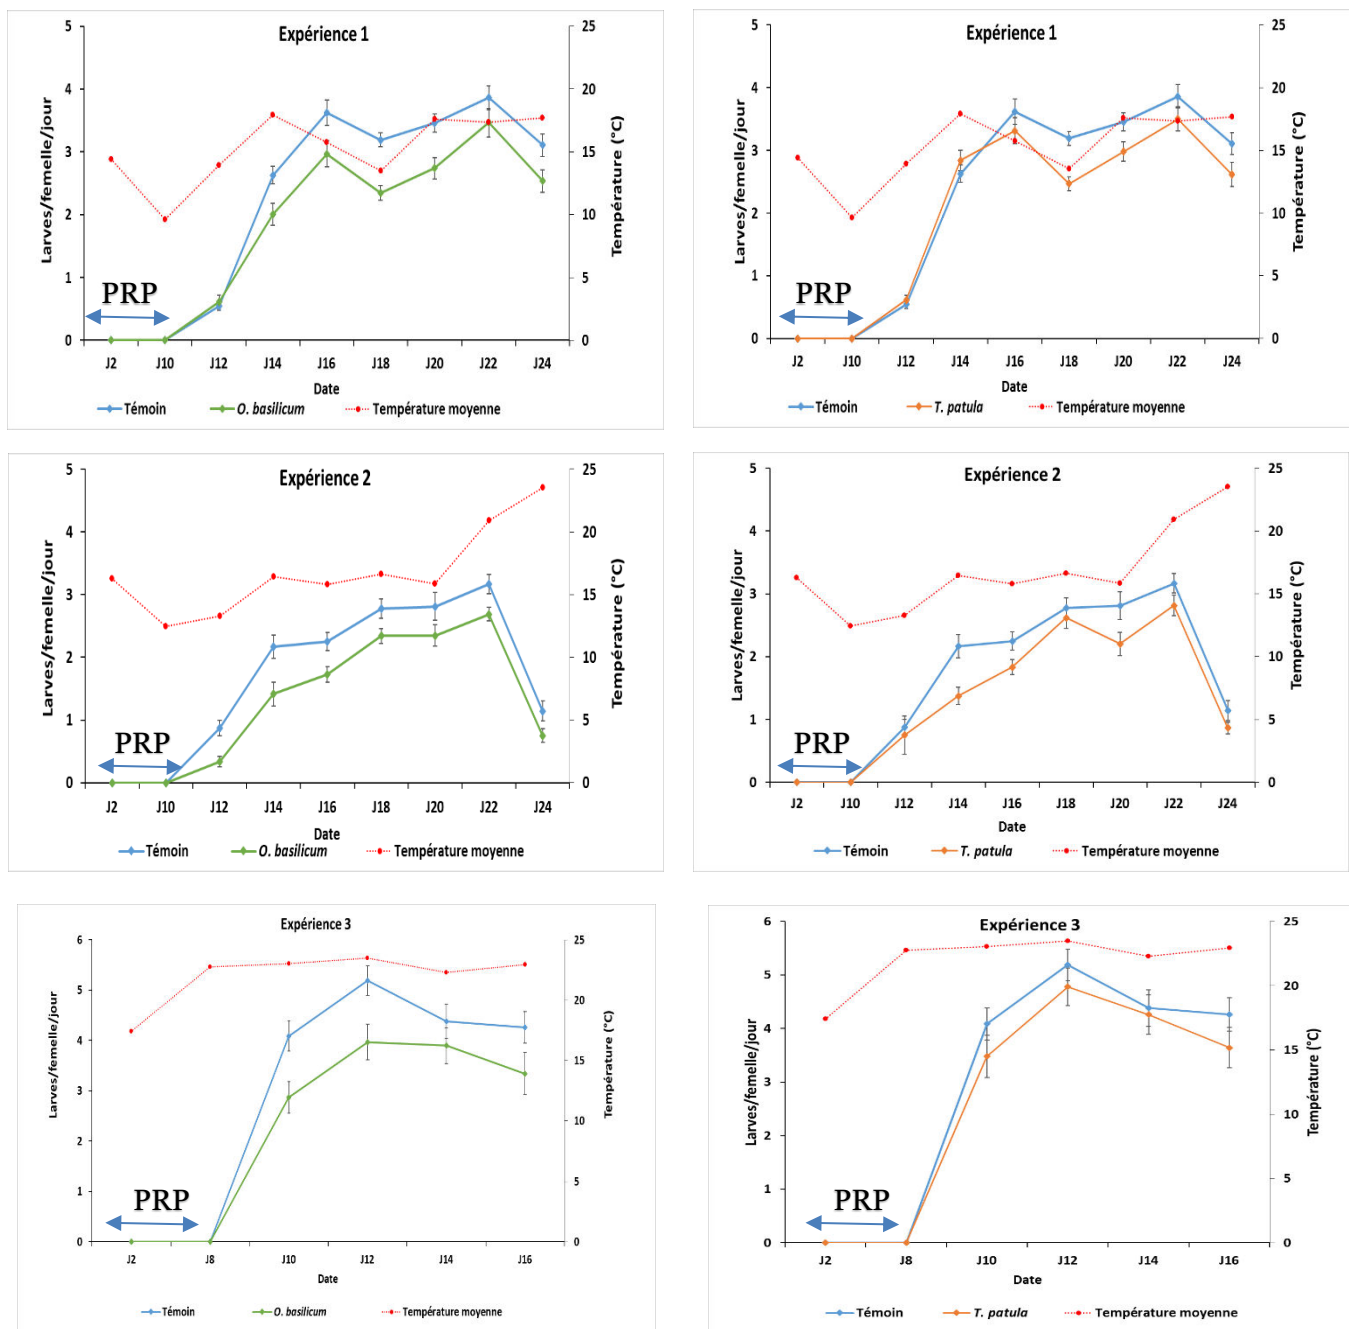 Expérience 1
Larves/femelle/jour
5
4
3
2
1
0
25
20
15
10
5
0
Température (°C)
PRP
J2 J10 J12 J14 J16 J18 J20 J22 J24
Date
Témoin O. basilicum Température moyenne
Expérience 1
Larves/femelle/jour
5
4
3
2
1
0
25
20
15
10
5
0
Température (°C)
PRP
J2 J10 J12 J14 J16 J18 J20 J22 J24
Date
Témoin T. patula Température moyenne
Expérience 2
Larves/femelle/jour
5
4
3
2
1
0
25
20
15
10
5
0
Température (°C)
PRP
J2 J10 J12 J14 J16 J18 J20 J22 J24
Date
Témoin O. basilicum Température moyenne
Expérience 2
Larves/femelle/jour
5
4
3
2
1
0
25
20
15
10
5
0
Température (°C)
PRP
J2 J10 J12 J14 J16 J18 J20 J22 J24
Date
Témoin T. patula Température moyenne
Expérience 3
Larves/femelle/jour
6
5
4
3
2
1
0
25
20
15
10
5
0
Température (°C)
PRP
J2 J8 J10 J12 J14 J16
Date
Témoin O. basilicum Température moyenne
Expérience 3
Larves/femelle/jour
6
5
4
3
2
1
0
25
20
15
10
5
0
Température (°C)
PRP
J2 J8 J10 J12 J14 J16
Date
Témoin T. patula Température moyenne